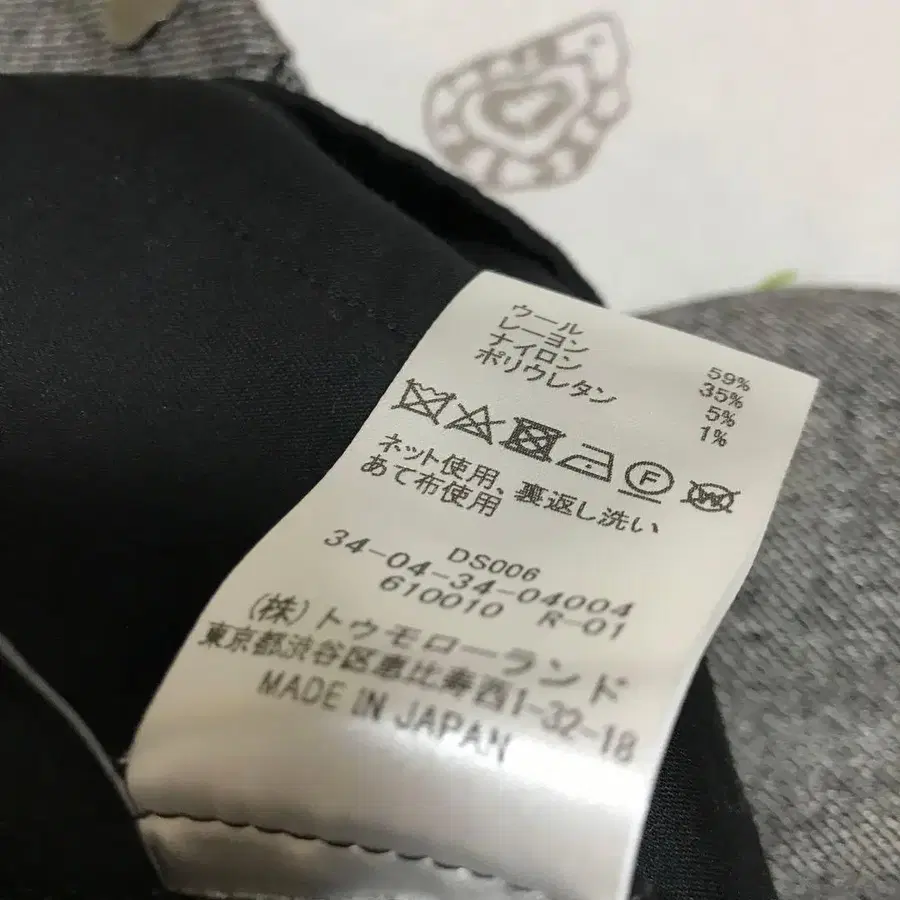 ウール 59%
レーヨン 35%
ナイロン 5%
ポリウレタン 1%
F
W
ネット使用、裏返し洗い
あて布使用
DS006
34-04-34-04004
610010 R-01
(株)トゥモローランド
東京都渋谷区恵比寿西1-32-18
MADE IN JAPAN